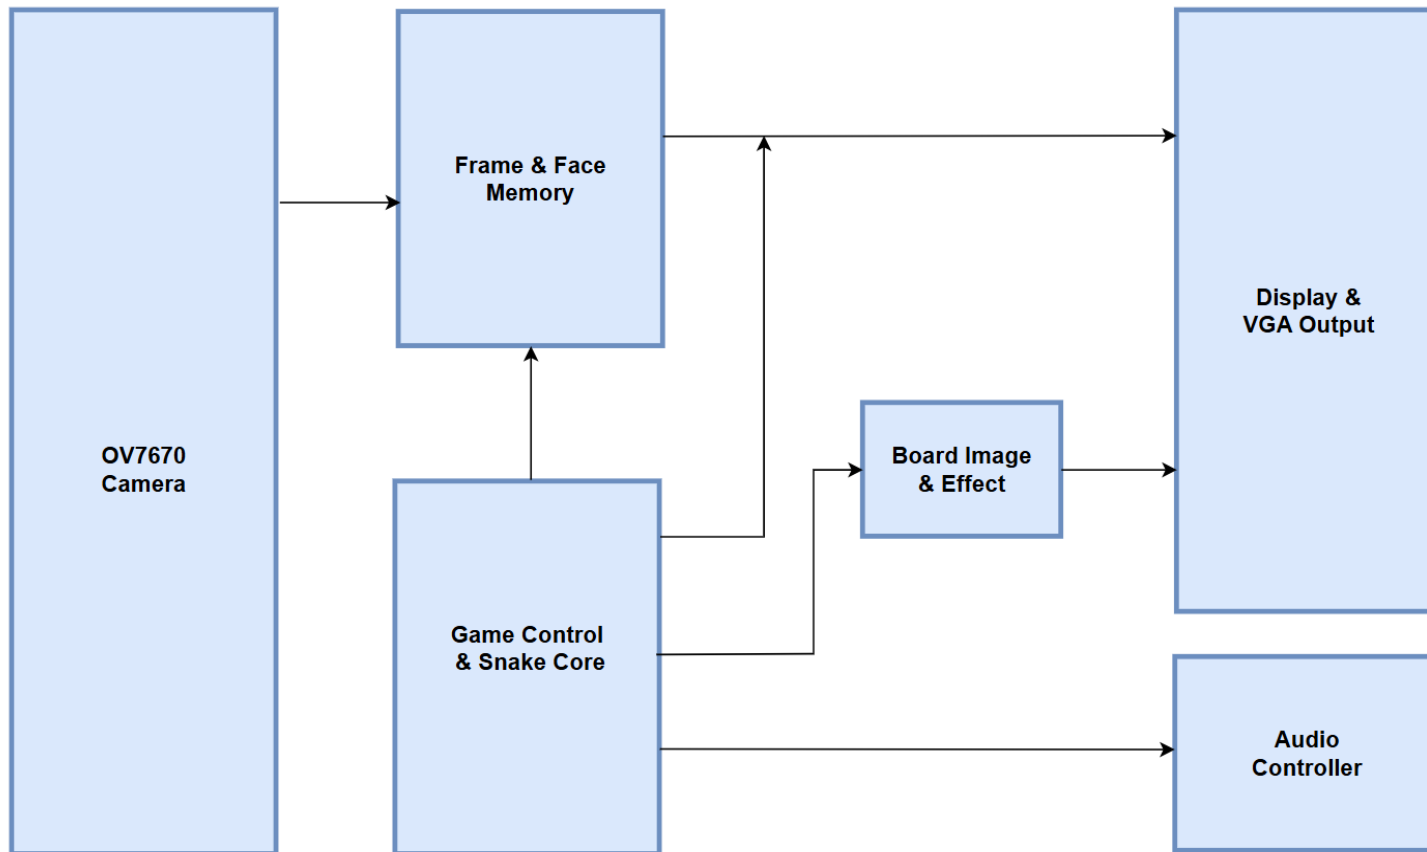 OV7670
Camera
Frame & Face
Memory
Game Control
& Snake Core
Board Image
& Effect
Display &
VGA Output
Audio
Controller